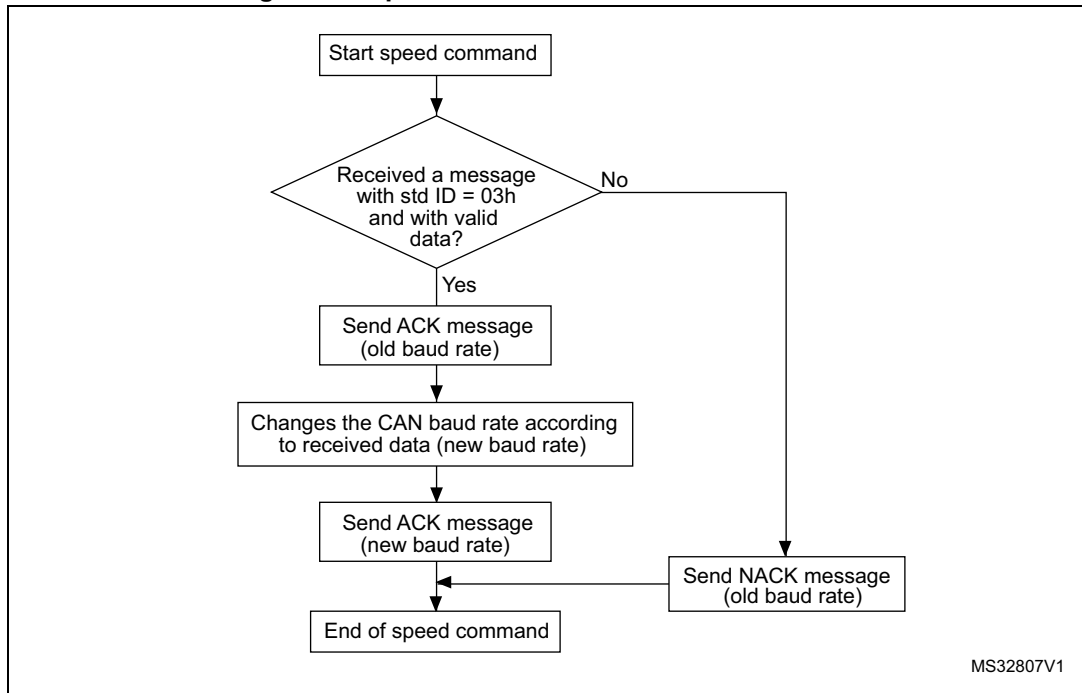 Start speed command
Received a message
with std ID = 03h
and with valid
data?
No
Yes
Send ACK message
(old baud rate)
Changes the CAN baud rate according
to received data (new baud rate)
Send ACK message
(new baud rate)
Send NACK message
(old baud rate)
End of speed command
MS32807V1